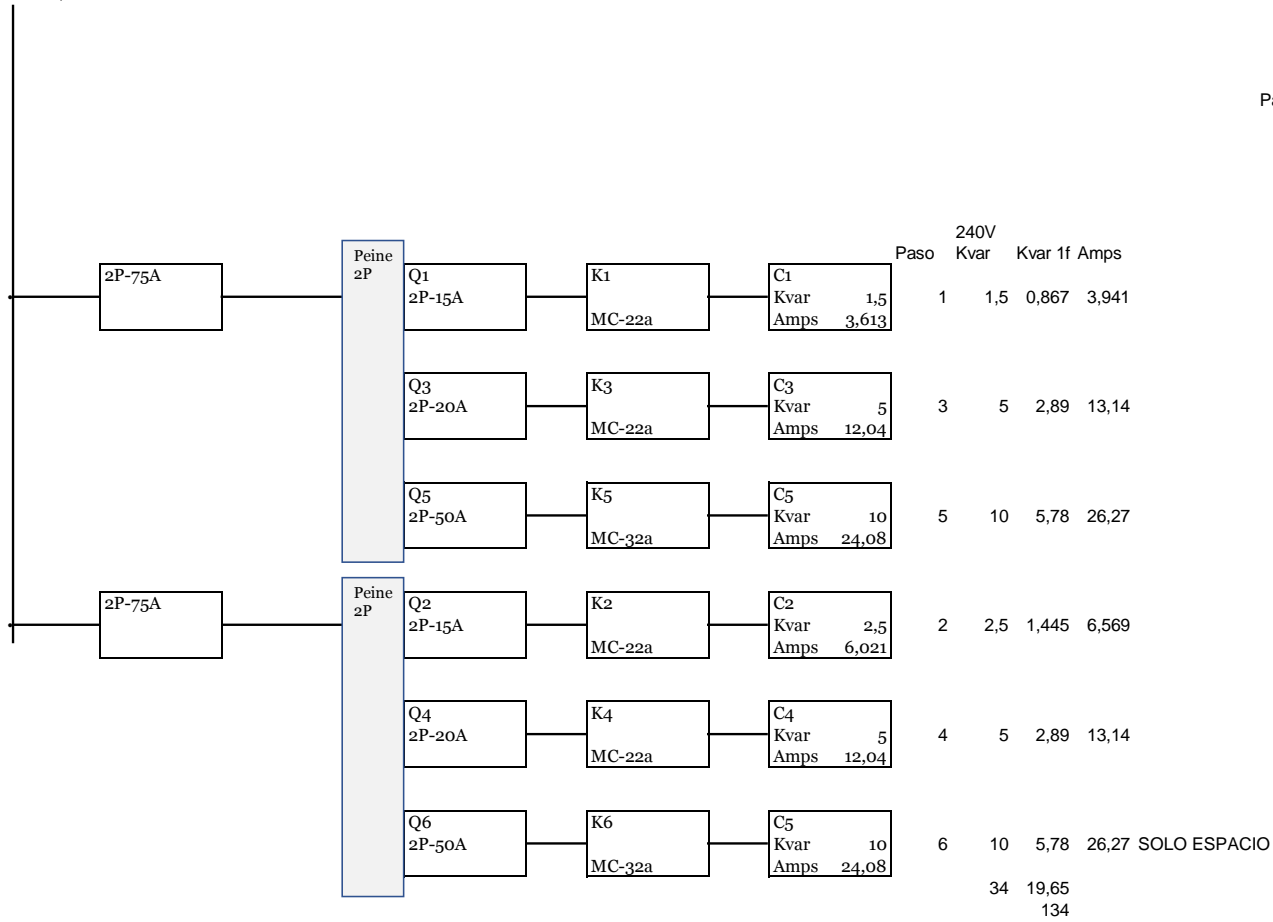 Pa
240V
Paso Kvar Kvar 1f Amps
2P-75A
Peine
2P
Q1
2P-15A
K1
MC-22a
C1
Kvar 1,5
Amps 3,613
1 1,5 0,867 3,941
Q3
2P-20A
K3
MC-22a
C3
Kvar 5
Amps 12,04
3 5 2,89 13,14
Q5
2P-50A
K5
MC-32a
C5
Kvar 10
Amps 24,08
5 10 5,78 26,27
2P-75A
Peine
2P
Q2
2P-15A
K2
MC-22a
C2
Kvar 2,5
Amps 6,021
2 2,5 1,445 6,569
Q4
2P-20A
K4
MC-22a
C4
Kvar 5
Amps 12,04
4 5 2,89 13,14
Q6
2P-50A
K6
MC-32a
C5
Kvar 10
Amps 24,08
6 10 5,78 26,27 SOLO ESPACIO
34 19,65
134